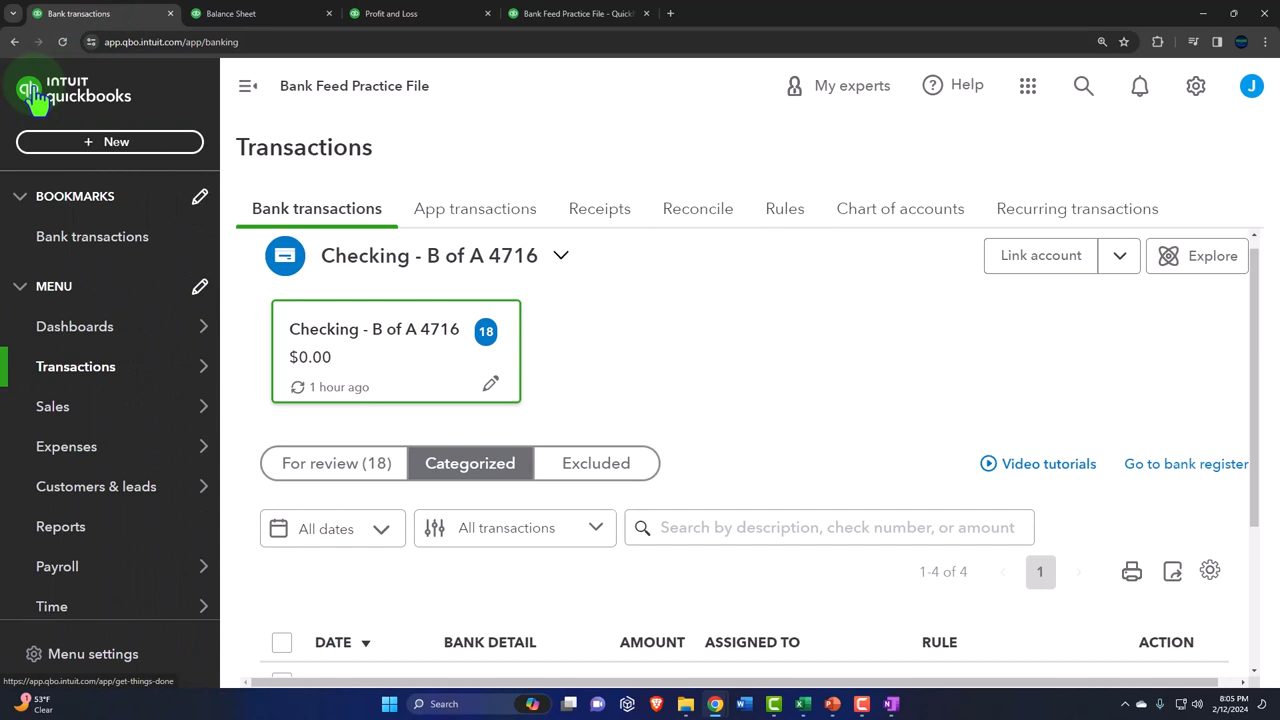 Bank transactions
Balance Sheet
Profit and Loss
Bank Feed Practice File - Quick
app.qbo.intuit.com/app/banking
INTUIT
quickbooks
+ New
BOOKMARKS
Bank transactions
MENU
Dashboards
Transactions
Sales
Expenses
Customers & leads
Reports
Payroll
Time
Menu settings
https://app.qbo.intuit.com/app/get-things-done
Bank Feed Practice File
My experts
Help
J
Transactions
Bank transactions
App transactions
Receipts
Reconcile
Rules
Chart of accounts
Recurring transactions
Checking - B of A 4716
Link account
Explore
Checking - B of A 4716
18
$0.00
1 hour ago
For review (18)
Categorized
Excluded
Video tutorials
Go to bank register
All dates
All transactions
Search by description, check number, or amount
1-4 of 4
1
DATE
BANK DETAIL
AMOUNT
ASSIGNED TO
RULE
ACTION
1
53°F
Clear
Search
8:05 PM
2/12/2024